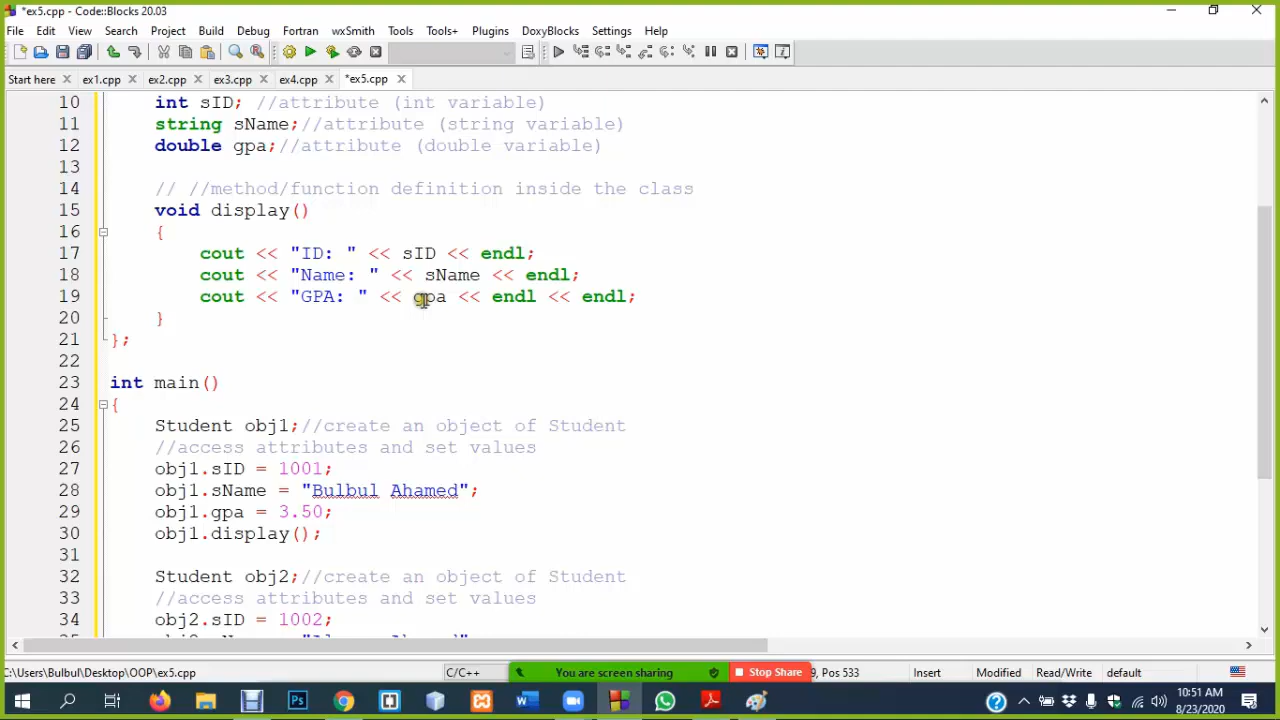 *ex5.cpp - Code::Blocks 20.03
File Edit View Search Project Build Debug Fortran wxSmith Tools Tools+ Plugins DoxyBlocks Settings Help
Start here ex1.cpp ex2.cpp ex3.cpp ex4.cpp *ex5.cpp
10 int sID; //attribute (int variable)
11 string sName;//attribute (string variable)
12 double gpa;//attribute (double variable)
13
14 // //method/function definition inside the class
15 void display()
16 {
17 cout << "ID: " << sID << endl;
18 cout << "Name: " << sName << endl;
19 cout << "GPA: " << gpa << endl << endl;
20 }
21 };
22
23 int main()
24 {
25 Student obj1;//create an object of Student
26 //access attributes and set values
27 obj1.sID = 1001;
28 obj1.sName = "Bulbul Ahamed";
29 obj1.gpa = 3.50;
30 obj1.display();
31
32 Student obj2;//create an object of Student
33 //access attributes and set values
34 obj2.sID = 1002;
C:\Users\Bulbul\Desktop\OOP\ex5.cpp C/C++ You are screen sharing Stop Share 9, Pos 533 Insert Modified Read/Write default
10:51 AM
8/23/2020